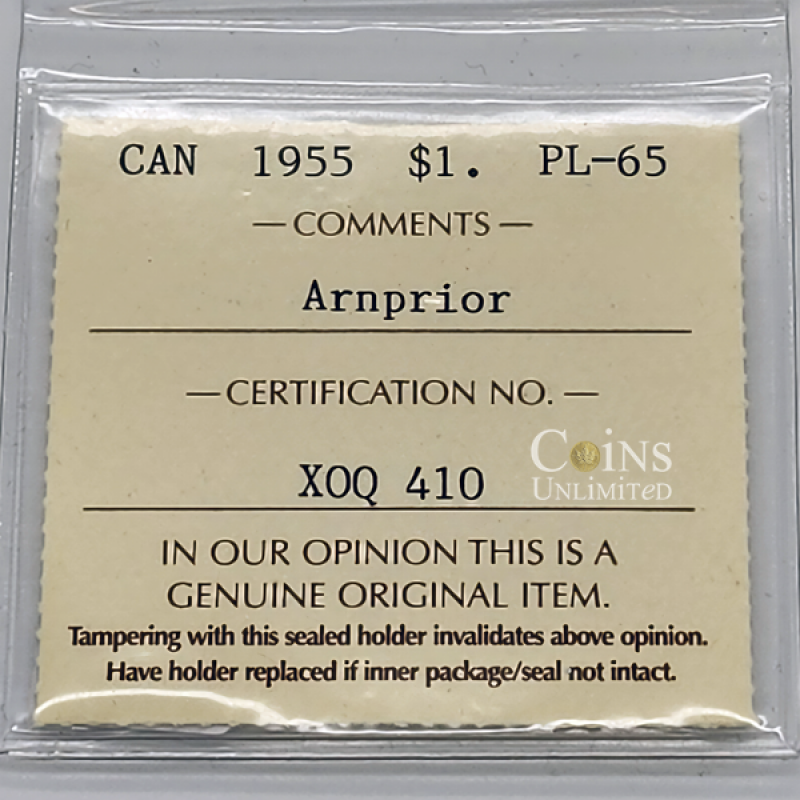 CAN 1955 $1. PL-65
— COMMENTS —
Arnprior
— CERTIFICATION NO. —
XOQ 410
COiNS
UNLiMiTeD
IN OUR OPINION THIS IS A
GENUINE ORIGINAL ITEM.
Tampering with this sealed holder invalidates above opinion.
Have holder replaced if inner package/seal not intact.